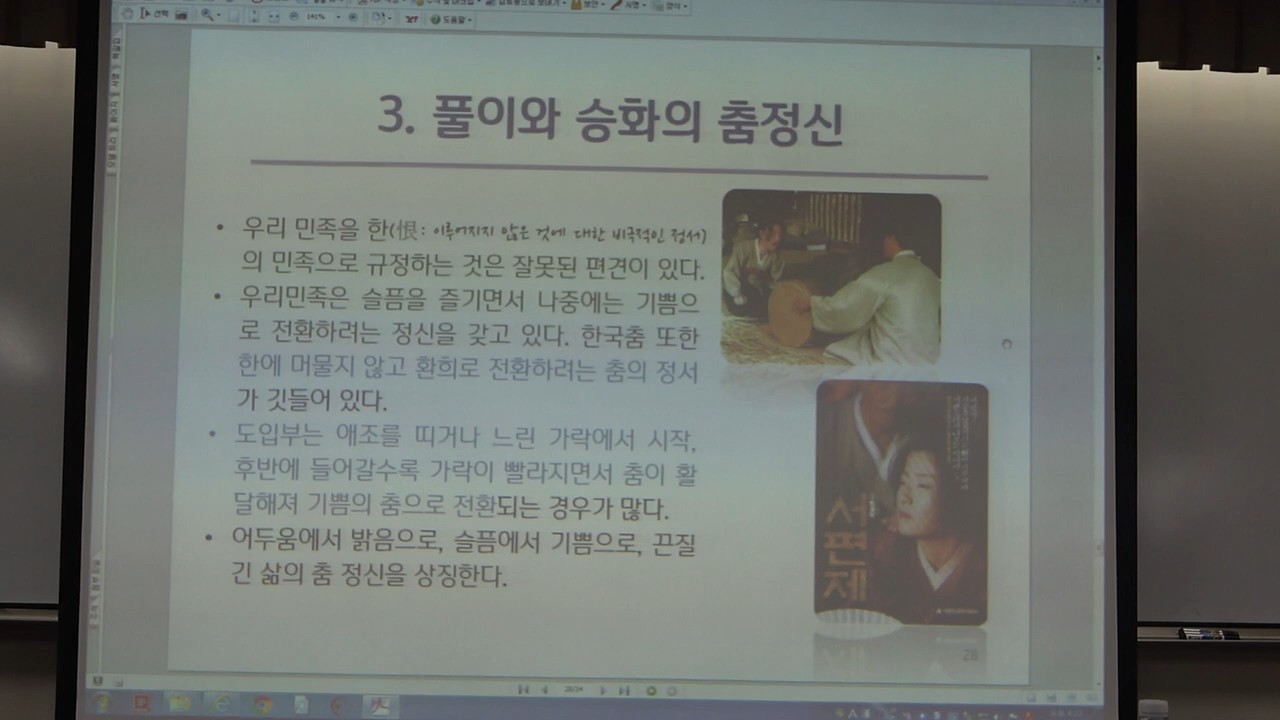 선택
141%
도움말
3. 풀이와 승화의 춤정신
• 우리 민족을 한(恨: 이루어지지 않은 것에 대한 비극적인 정서)
의 민족으로 규정하는 것은 잘못된 편견이 있다.
• 우리민족은 슬픔을 즐기면서 나중에는 기쁨으
로 전환하려는 정신을 갖고 있다. 한국춤 또한
한에 머물지 않고 환희로 전환하려는 춤의 정서
가 깃들어 있다.
• 도입부는 애조를 띠거나 느린 가락에서 시작,
후반에 들어갈수록 가락이 빨라지면서 춤이 활
달해져 기쁨의 춤으로 전환되는 경우가 많다.
• 어두움에서 밝음으로, 슬픔에서 기쁨으로, 끈질
긴 삶의 춤 정신을 상징한다.
서편제
28